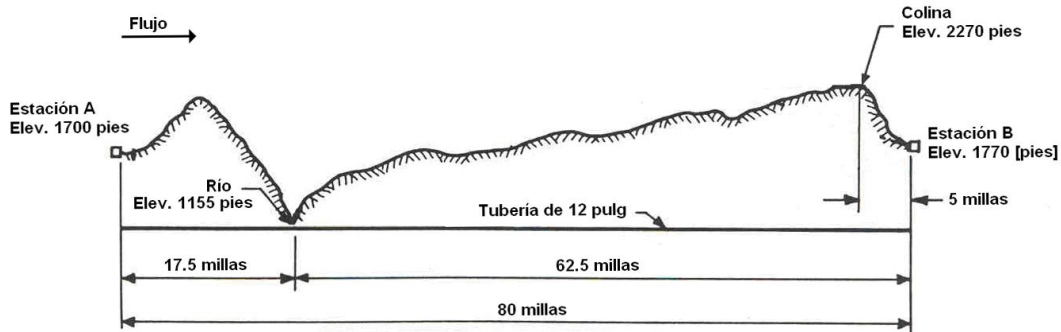 Flujo
Colina
Elev. 2270 pies
Estación A
Elev. 1700 pies
Estación B
Elev. 1770 [pies]
Río
Elev. 1155 pies
5 millas
Tubería de 12 pulg
17.5 millas
62.5 millas
80 millas